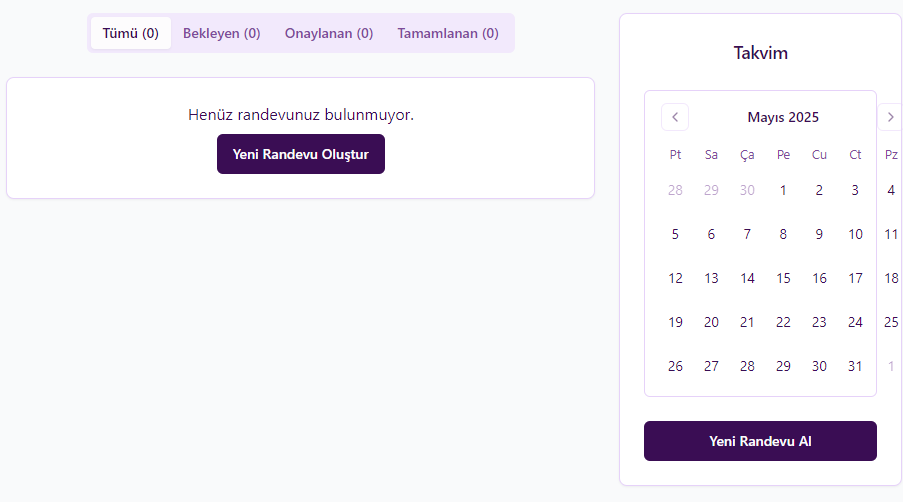 Tümü (0) Bekleyen (0) Onaylanan (0) Tamamlanan (0)
Henüz randevunuz bulunmuyor.
Yeni Randevu Oluştur
Takvim
Mayıs 2025
Pt Sa Ça Pe Cu Ct Pz
28 29 30 1 2 3 4
5 6 7 8 9 10 11
12 13 14 15 16 17 18
19 20 21 22 23 24 25
26 27 28 29 30 31 1
Yeni Randevu Al